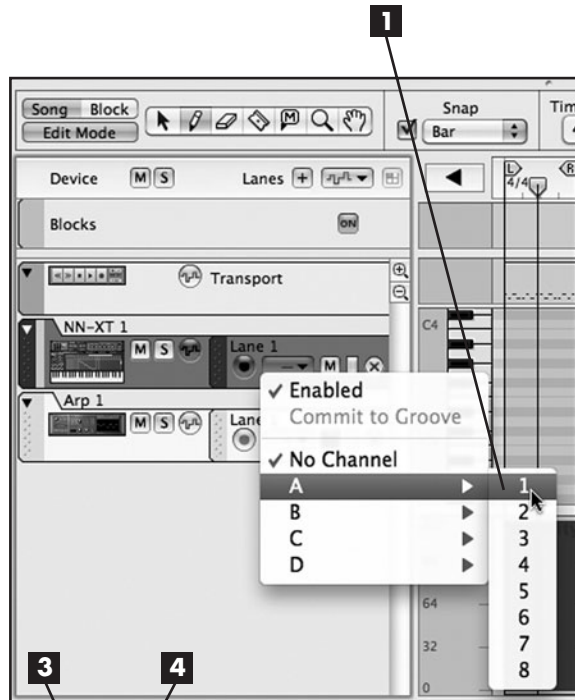 1
Song Block
Edit Mode
M
Snap
Bar
Device M S Lanes +
L
R
4/4
Blocks ON
Transport
NN-XT 1
M S Lane 1
M
C4
Arp 1
M S Lane
✓ Enabled
Commit to Groove
✓ No Channel
A 1
B 2
C 3
D 4
5
6
7
8
64
32
0
3 4